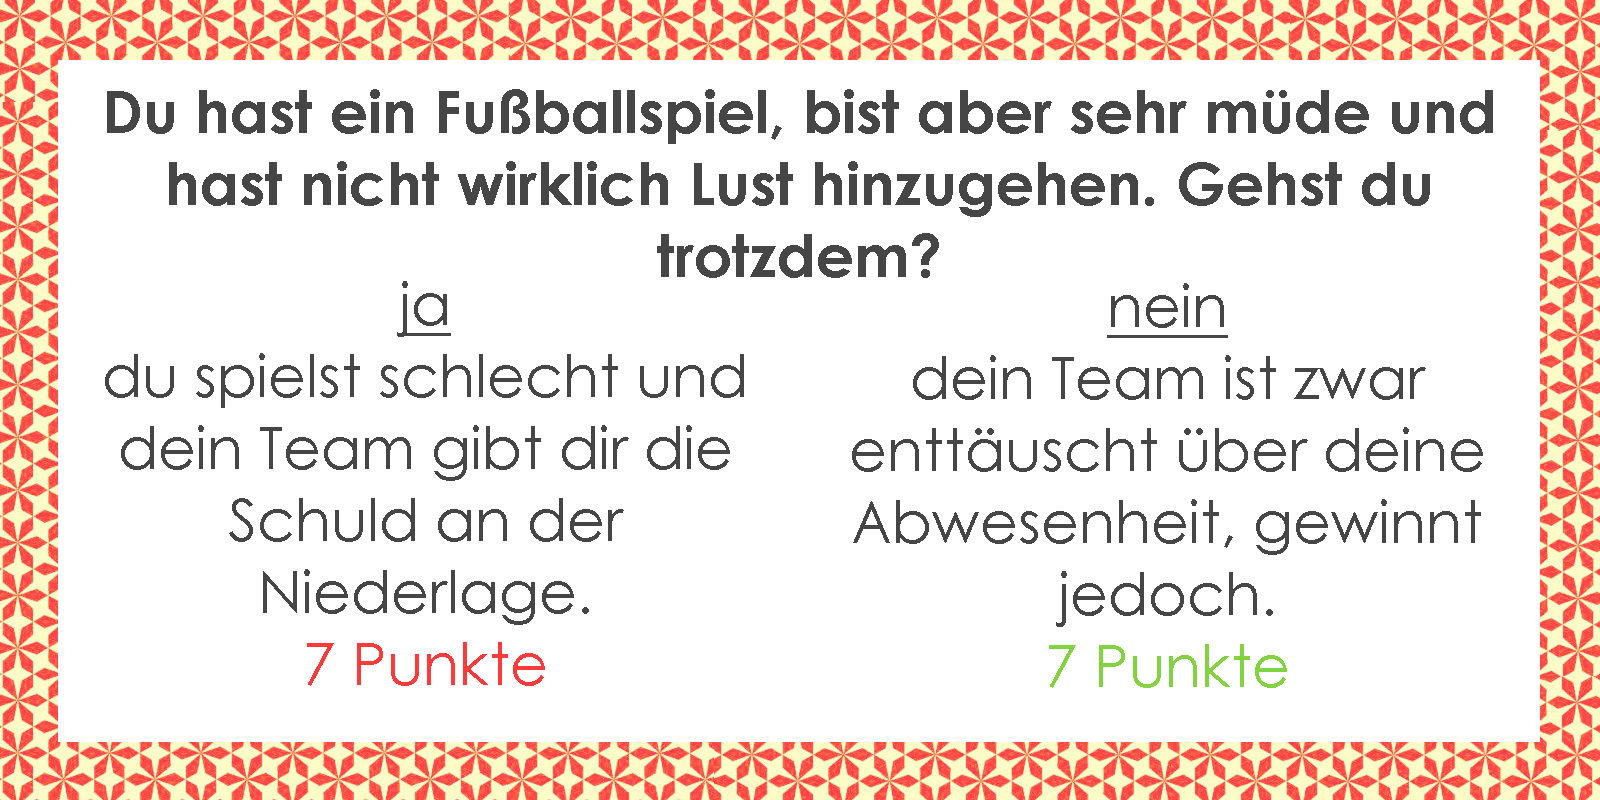 Du hast ein Fußballspiel, bist aber sehr müde und
hast nicht wirklich Lust hinzugehen. Gehst du
trotzdem?
ja
du spielst schlecht und
dein Team gibt dir die
Schuld an der
Niederlage.
7 Punkte
nein
dein Team ist zwar
enttäuscht über deine
Abwesenheit, gewinnt
jedoch.
7 Punkte